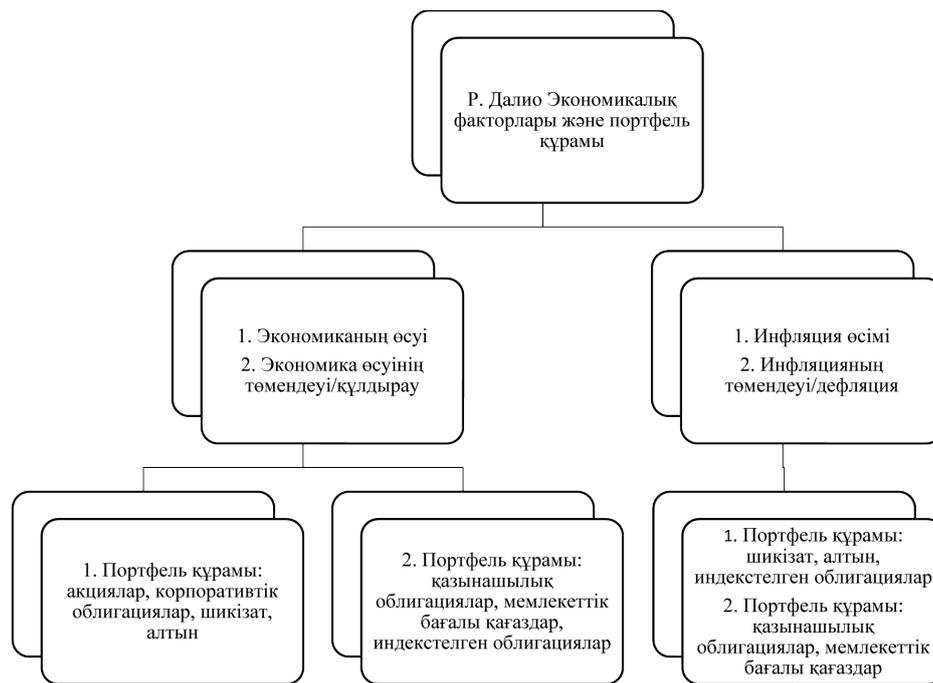 Р. Далио Экономикалық
факторлары және портфель
құрамы
1. Экономиканың өсуі
2. Экономика өсуінің
төмендеуі/құлдырау
1. Инфляция өсімі
2. Инфляцияның
төмендеуі/дефляция
1. Портфель құрамы:
акциялар, корпоративтік
облигациялар, шикізат,
алтын
2. Портфель құрамы:
қазынашылық
облигациялар, мемлекеттік
бағалы қағаздар,
индекстелген облигациялар
1. Портфель құрамы:
шикізат, алтын,
индекстелген облигациялар
2. Портфель құрамы:
қазынашылық
облигациялар, мемлекеттік
бағалы қағаздар